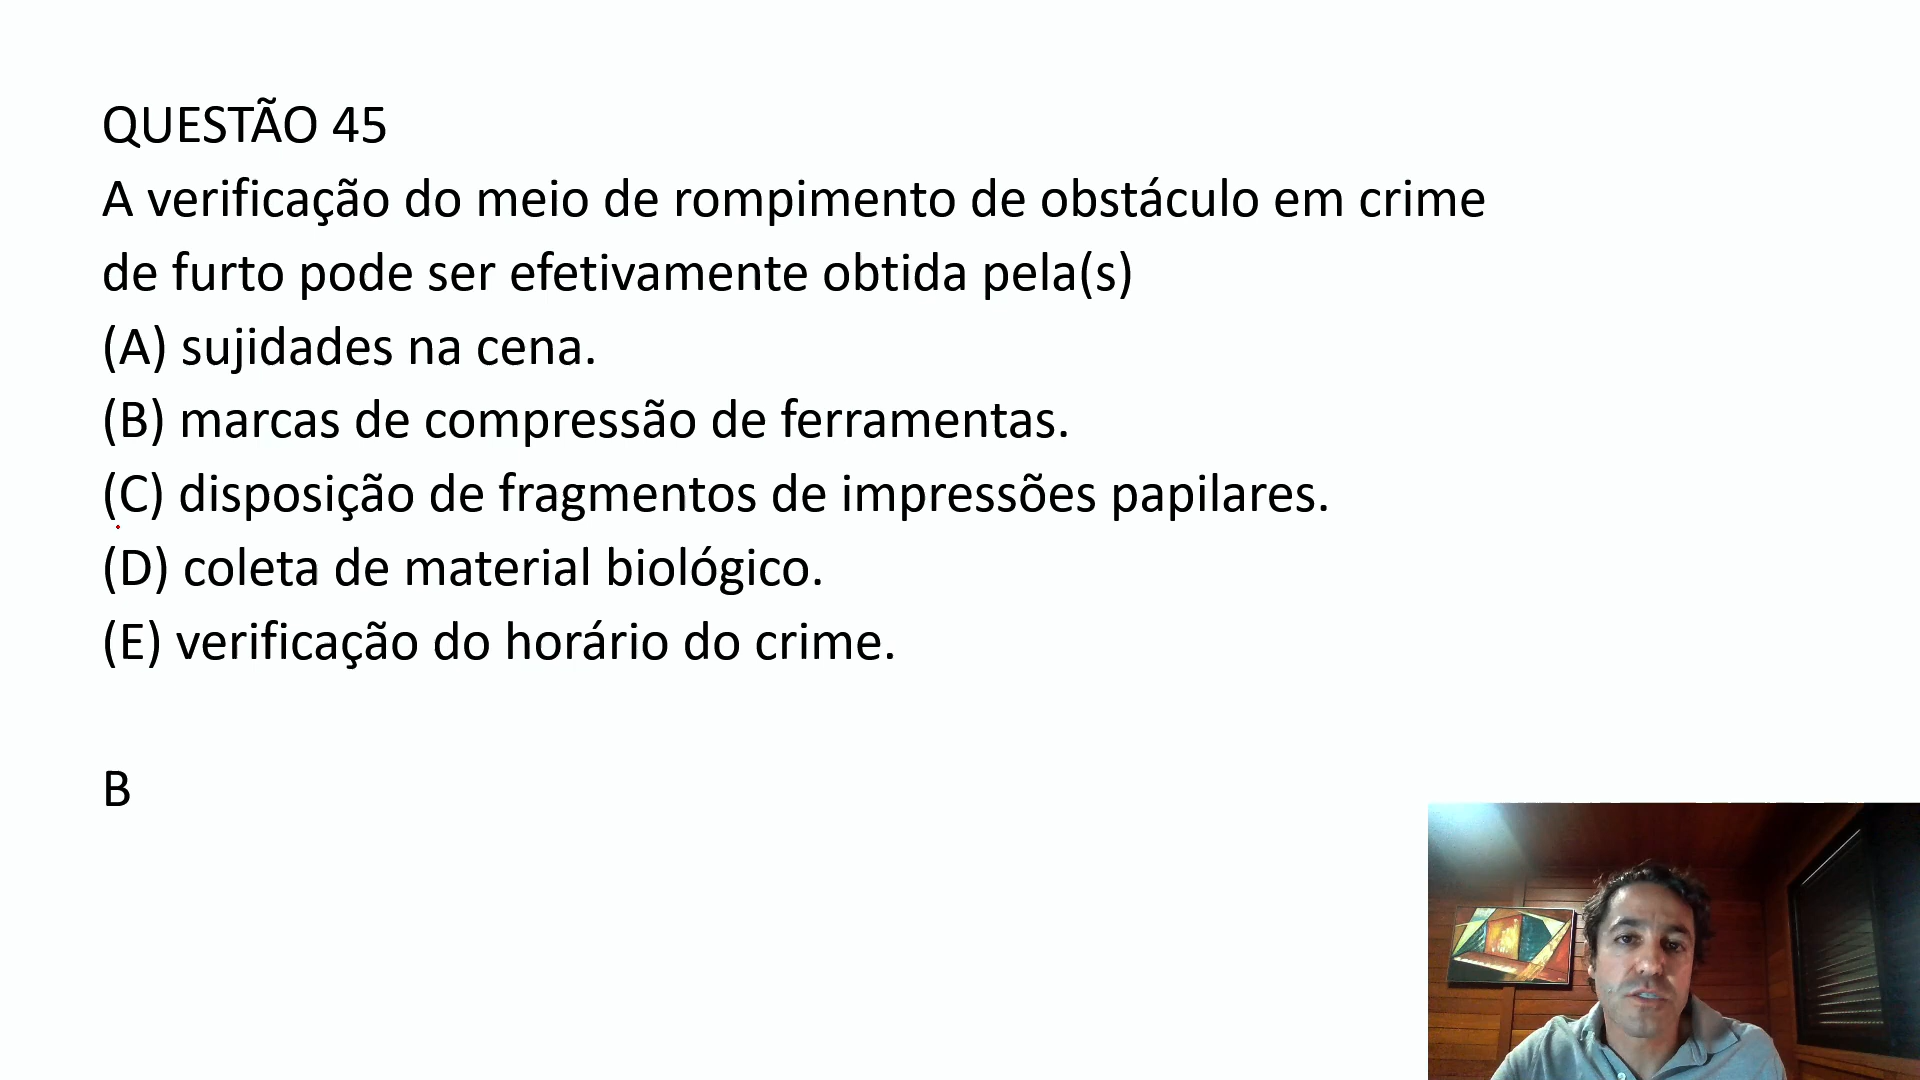 QUESTÃO 45
A verificação do meio de rompimento de obstáculo em crime
de furto pode ser efetivamente obtida pela(s)
(A) sujidades na cena.
(B) marcas de compressão de ferramentas.
(C) disposição de fragmentos de impressões papilares.
(D) coleta de material biológico.
(E) verificação do horário do crime.
B